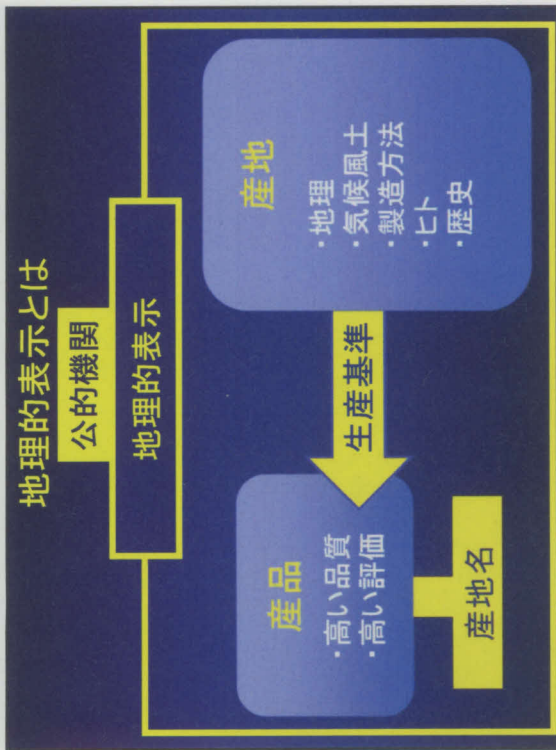 地理的表示とは
公的機関
地理的表示
産品
・高い品質
・高い評価
生産基準
産地
・地理
・気候風土
・製造方法
・ヒト
・歴史
産地名